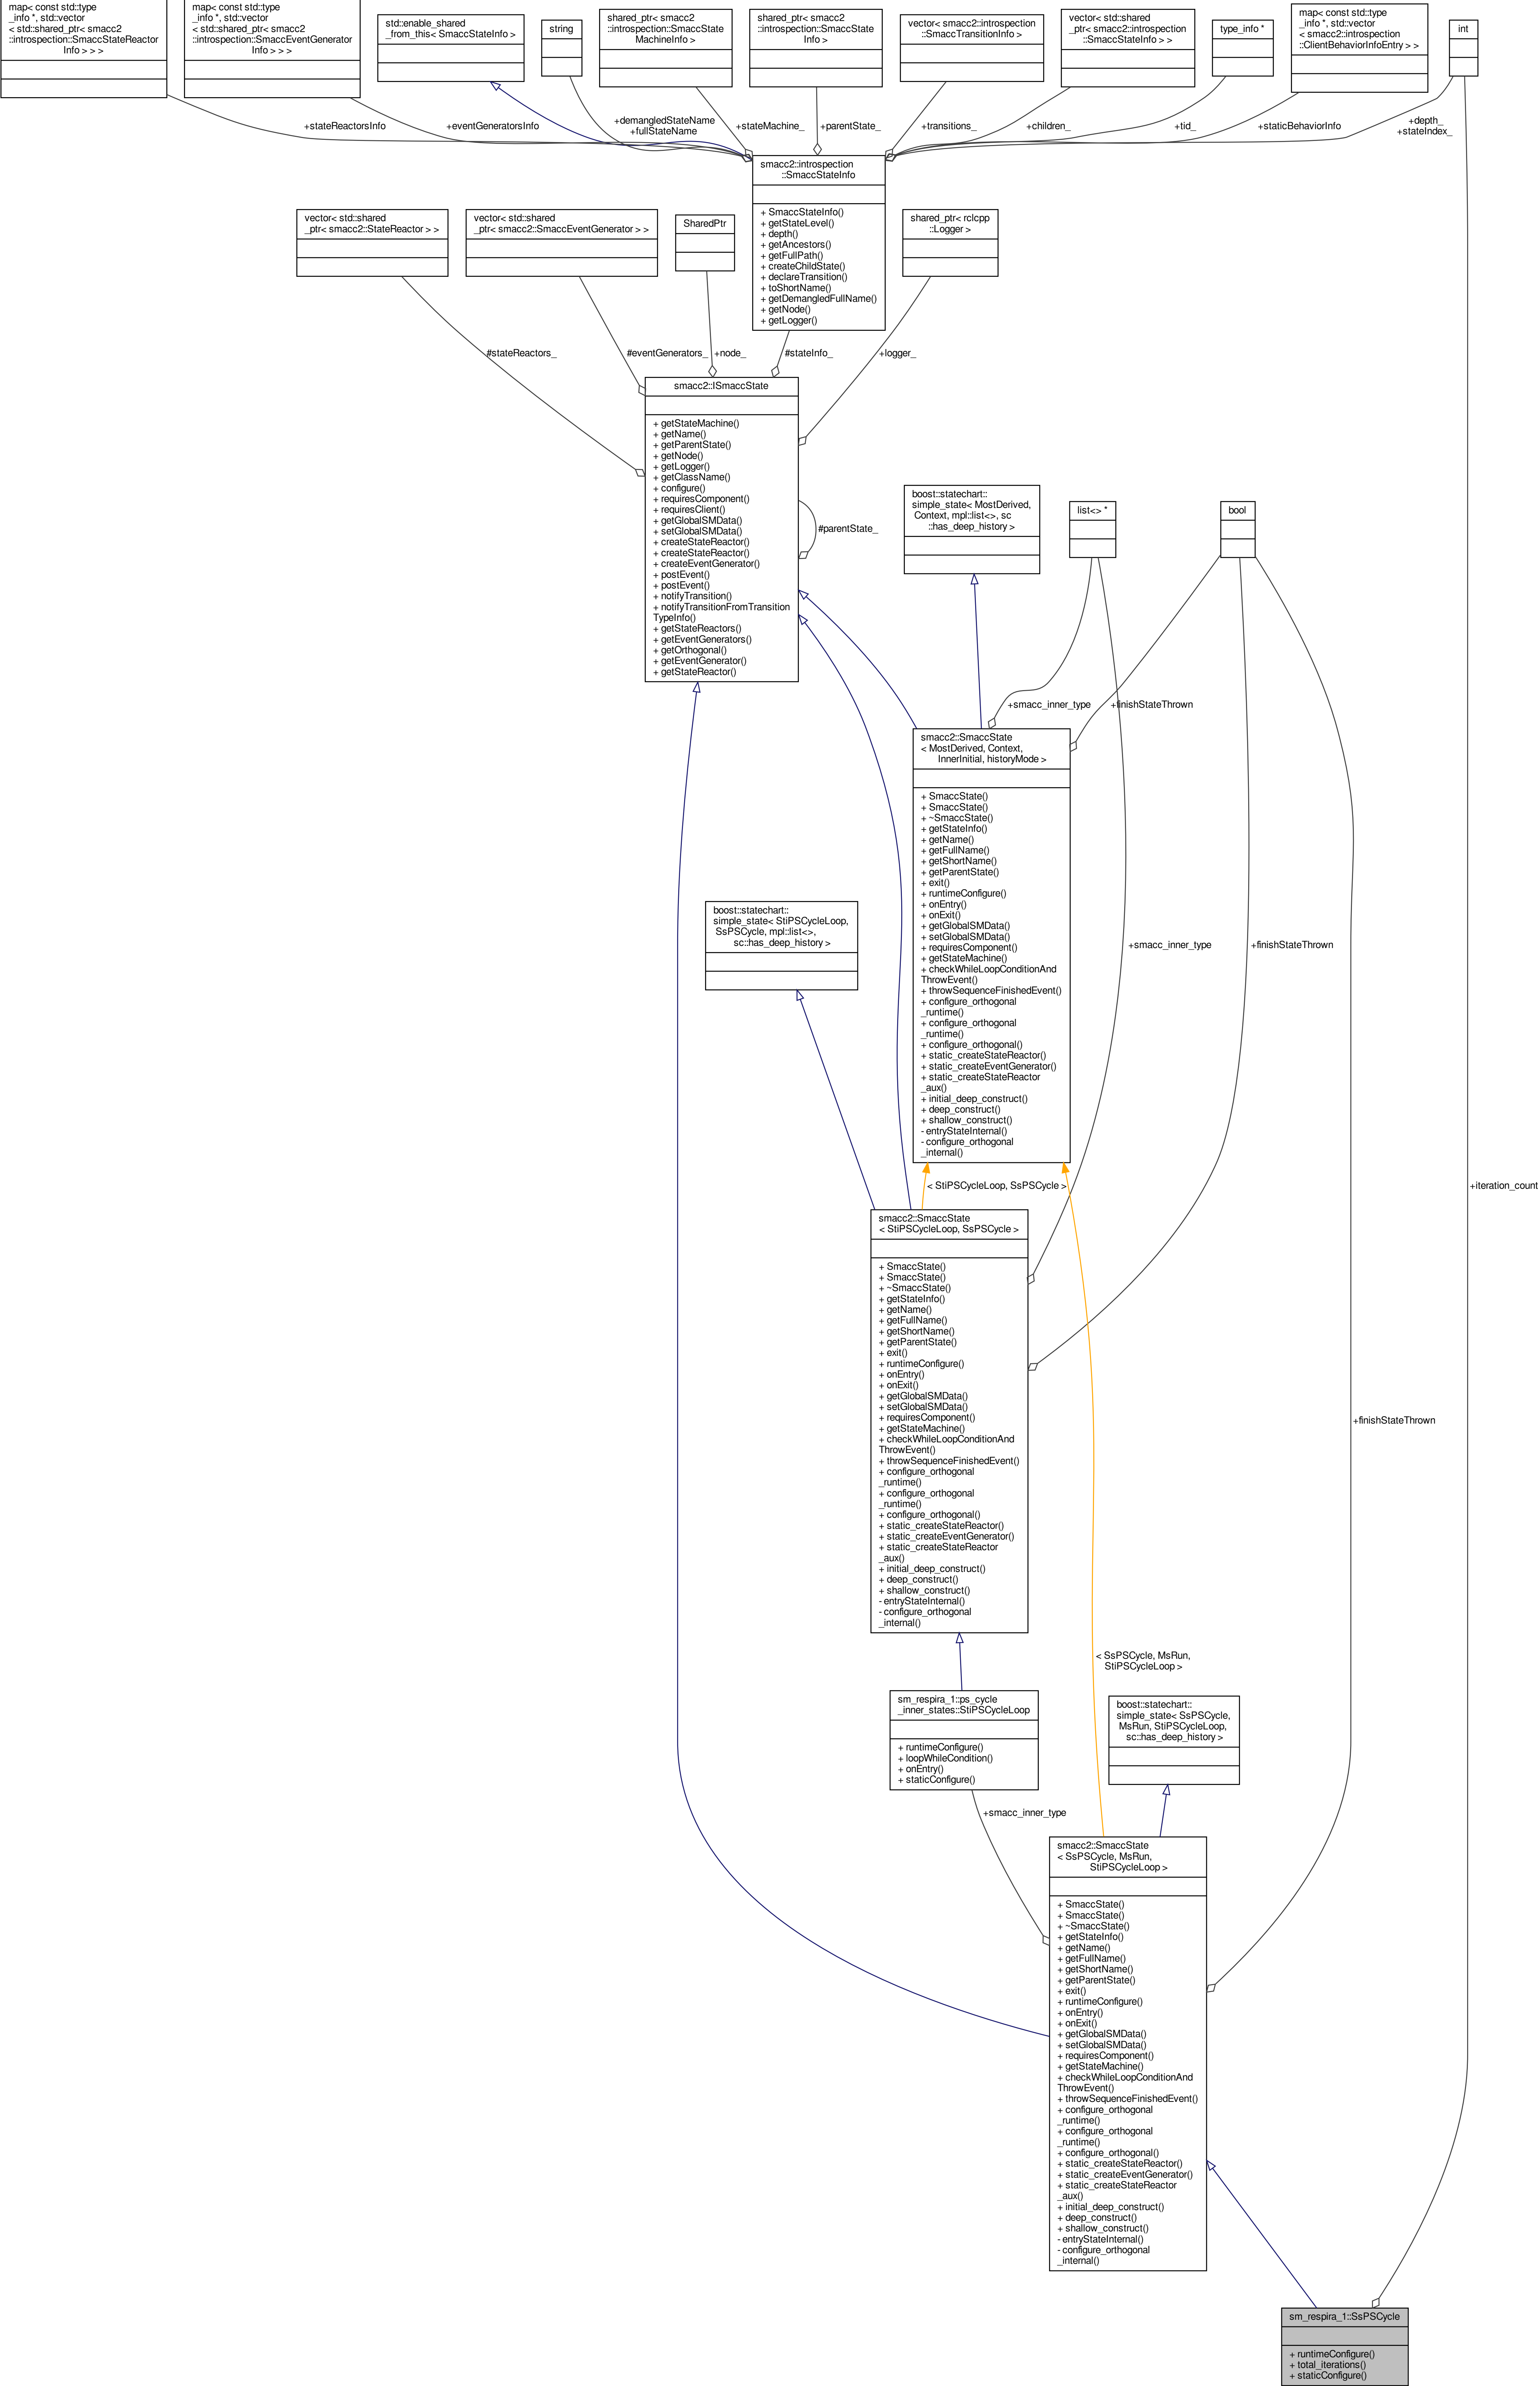 map< const std::type
_info *, std::vector
< std::shared_ptr< smacc2
::introspection::SmaccStateReactor
Info > > >
map< const std::type
_info *, std::vector
< std::shared_ptr< smacc2
::introspection::SmaccEventGenerator
Info > > >
std::enable_shared
_from_this< SmaccStateInfo >
string
shared_ptr< smacc2
::introspection::SmaccState
MachineInfo >
shared_ptr< smacc2
::introspection::SmaccState
Info >
vector< smacc2::introspection
::SmaccTransitionInfo >
vector< std::shared
_ptr< smacc2::introspection
::SmaccStateInfo > >
type_info *
map< const std::type
_info *, std::vector
< smacc2::introspection
::ClientBehaviorInfoEntry > >
int
+stateReactorsInfo
+eventGeneratorsInfo
+demangledStateName
+fullStateName
+stateMachine_
+parentState_
+transitions_
+children_
+tid_
+staticBehaviorInfo
+depth_
+stateIndex_
smacc2::introspection
::SmaccStateInfo
+ SmaccStateInfo()
+ getStateLevel()
+ depth()
+ getAncestors()
+ getFullPath()
+ createChildState()
+ declareTransition()
+ toShortName()
+ getDemangledFullName()
+ getNode()
+ getLogger()
vector< std::shared
_ptr< smacc2::StateReactor > >
vector< std::shared
_ptr< smacc2::SmaccEventGenerator > >
SharedPtr
shared_ptr< rclcpp
::Logger >
#stateReactors_
#eventGenerators_
+node_
#stateInfo_
+logger_
smacc2::ISmaccState
+ getStateMachine()
+ getName()
+ getParentState()
+ getNode()
+ getLogger()
+ getClassName()
+ configure()
+ requiresComponent()
+ requiresClient()
+ getGlobalSMData()
+ setGlobalSMData()
+ createStateReactor()
+ createStateReactor()
+ createEventGenerator()
+ postEvent()
+ postEvent()
+ notifyTransition()
+ notifyTransitionFromTransition
TypeInfo()
+ getStateReactors()
+ getEventGenerators()
+ getOrthogonal()
+ getEventGenerator()
+ getStateReactor()
#parentState_
boost::statechart::
simple_state< MostDerived,
Context, mpl::list<>, sc
::has_deep_history >
list<> *
bool
+smacc_inner_type
+finishStateThrown
smacc2::SmaccState
< MostDerived, Context,
InnerInitial, historyMode >
+ SmaccState()
+ SmaccState()
+ ~SmaccState()
+ getStateInfo()
+ getName()
+ getFullName()
+ getShortName()
+ getParentState()
+ exit()
+ runtimeConfigure()
+ onEntry()
+ onExit()
+ getGlobalSMData()
+ setGlobalSMData()
+ requiresComponent()
+ getStateMachine()
+ checkWhileLoopConditionAnd
ThrowEvent()
+ throwSequenceFinishedEvent()
+ configure_orthogonal
_runtime()
+ configure_orthogonal
_runtime()
+ configure_orthogonal()
+ static_createStateReactor()
+ static_createEventGenerator()
+ static_createStateReactor
_aux()
+ initial_deep_construct()
+ deep_construct()
+ shallow_construct()
- entryStateInternal()
- configure_orthogonal
_internal()
boost::statechart::
simple_state< StiPSCycleLoop,
SsPSCycle, mpl::list<>,
sc::has_deep_history >
+smacc_inner_type
+finishStateThrown
< StiPSCycleLoop, SsPSCycle >
+iteration_count
smacc2::SmaccState
< StiPSCycleLoop, SsPSCycle >
+ SmaccState()
+ SmaccState()
+ ~SmaccState()
+ getStateInfo()
+ getName()
+ getFullName()
+ getShortName()
+ getParentState()
+ exit()
+ runtimeConfigure()
+ onEntry()
+ onExit()
+ getGlobalSMData()
+ setGlobalSMData()
+ requiresComponent()
+ getStateMachine()
+ checkWhileLoopConditionAnd
ThrowEvent()
+ throwSequenceFinishedEvent()
+ configure_orthogonal
_runtime()
+ configure_orthogonal
_runtime()
+ configure_orthogonal()
+ static_createStateReactor()
+ static_createEventGenerator()
+ static_createStateReactor
_aux()
+ initial_deep_construct()
+ deep_construct()
+ shallow_construct()
- entryStateInternal()
- configure_orthogonal
_internal()
+finishStateThrown
< SsPSCycle, MsRun,
StiPSCycleLoop >
sm_respira_1::ps_cycle
_inner_states::StiPSCycleLoop
+ runtimeConfigure()
+ loopWhileCondition()
+ onEntry()
+ staticConfigure()
boost::statechart::
simple_state< SsPSCycle,
MsRun, StiPSCycleLoop,
sc::has_deep_history >
+smacc_inner_type
smacc2::SmaccState
< SsPSCycle, MsRun,
StiPSCycleLoop >
+ SmaccState()
+ SmaccState()
+ ~SmaccState()
+ getStateInfo()
+ getName()
+ getFullName()
+ getShortName()
+ getParentState()
+ exit()
+ runtimeConfigure()
+ onEntry()
+ onExit()
+ getGlobalSMData()
+ setGlobalSMData()
+ requiresComponent()
+ getStateMachine()
+ checkWhileLoopConditionAnd
ThrowEvent()
+ throwSequenceFinishedEvent()
+ configure_orthogonal
_runtime()
+ configure_orthogonal
_runtime()
+ configure_orthogonal()
+ static_createStateReactor()
+ static_createEventGenerator()
+ static_createStateReactor
_aux()
+ initial_deep_construct()
+ deep_construct()
+ shallow_construct()
- entryStateInternal()
- configure_orthogonal
_internal()
sm_respira_1::SsPSCycle
+ runtimeConfigure()
+ total_iterations()
+ staticConfigure()